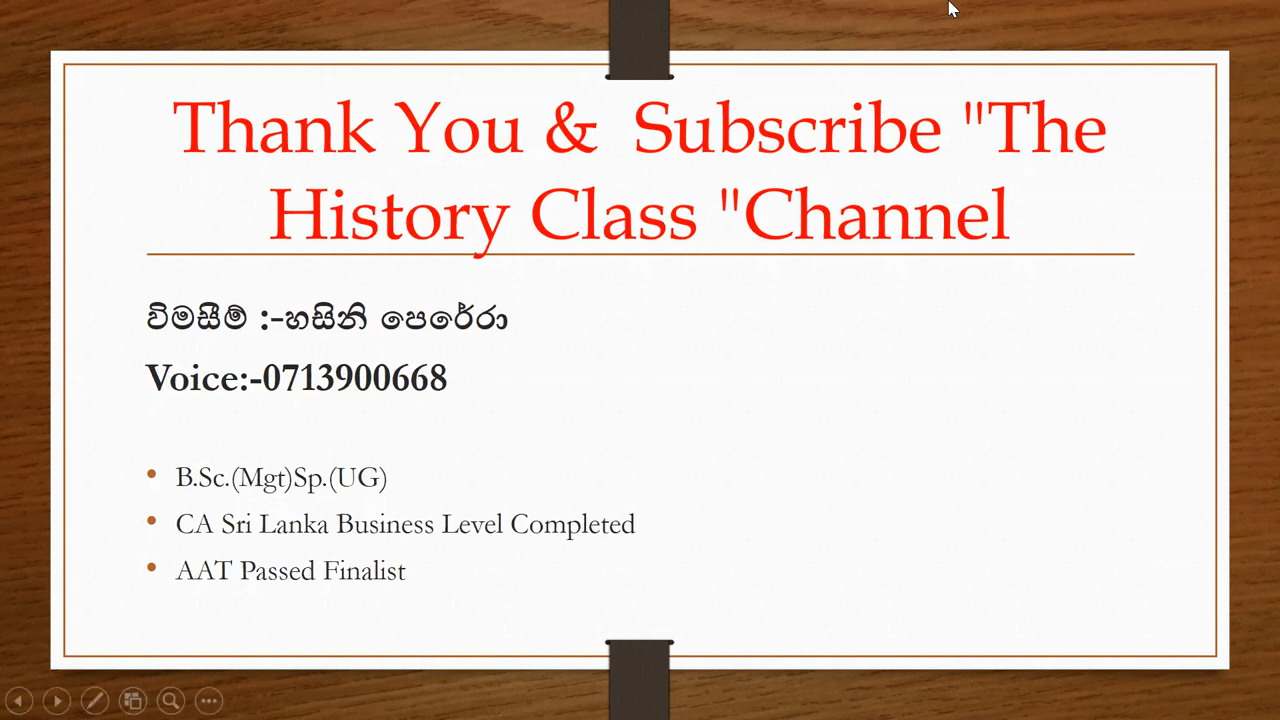 Thank You &  Subscribe "The
History Class "Channel
විමසීම් :-හසිනි පෙරේරා
Voice:-0713900668
• B.Sc.(Mgt)Sp.(UG)
• CA Sri Lanka Business Level Completed
• AAT Passed Finalist